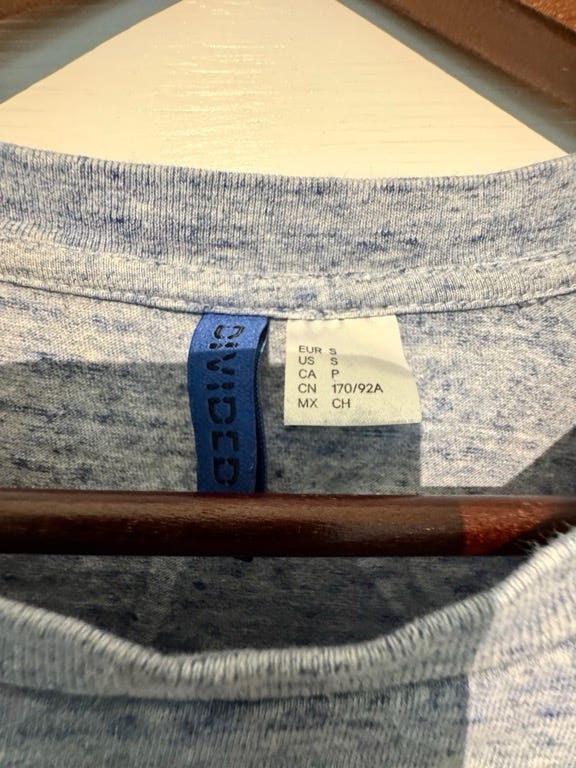 DIVIDED
EUR S
US S
CA P
CN 170/92A
MX CH